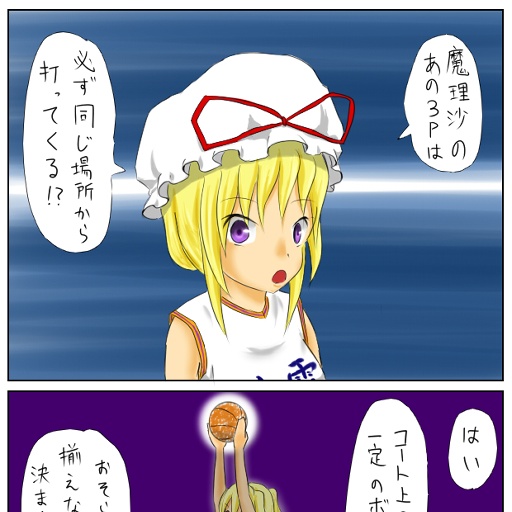 魔理沙の
あの3Pは
必ず同じ場所から
打ってくる!?
はい
コート上の
一定のボ
おそら
揃えな
決ま